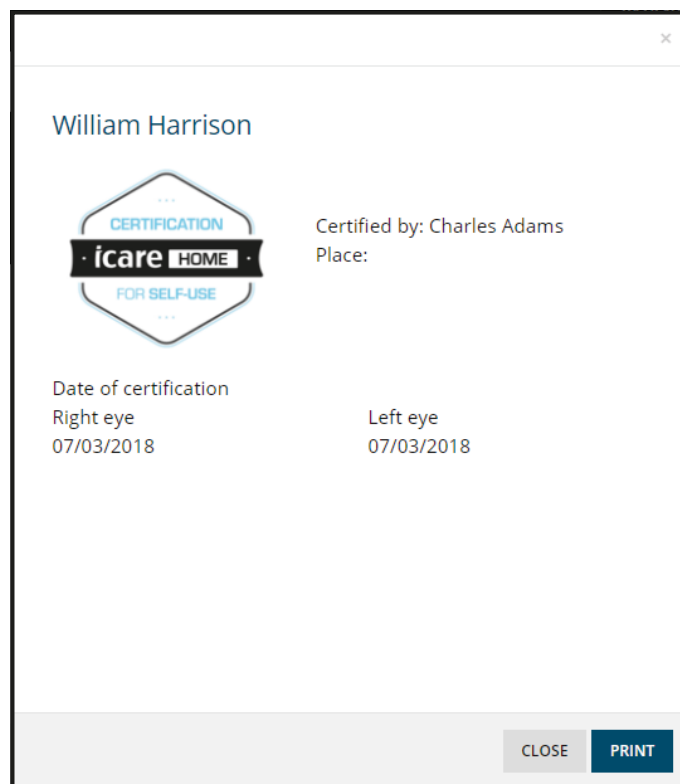 ×
William Harrison
CERTIFICATION
icare HOME
FOR SELF-USE
Certified by: Charles Adams
Place:
Date of certification
Right eye
Left eye
07/03/2018
07/03/2018
CLOSE
PRINT